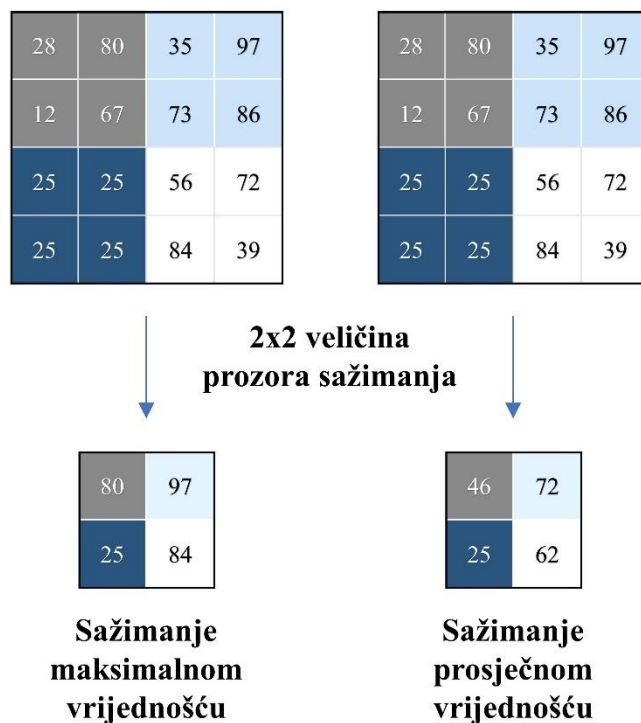 28 80 35 97
12 67 73 86
25 25 56 72
25 25 84 39
28 80 35 97
12 67 73 86
25 25 56 72
25 25 84 39
2x2 veličina
prozora sažimanja
80 97
25 84
46 72
25 62
Sažimanje
maksimalnom
vrijednošću
Sažimanje
prosječnom
vrijednošću